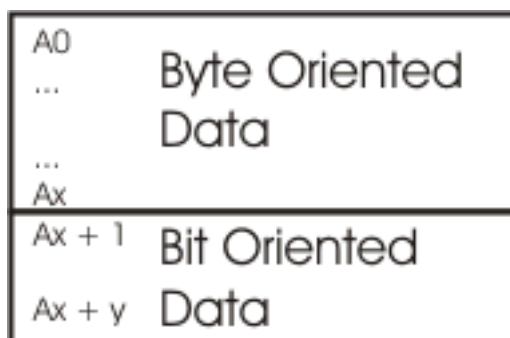 A0
...
Byte Oriented
Data
...
Ax
Ax + 1
Bit Oriented
Ax + y
Data